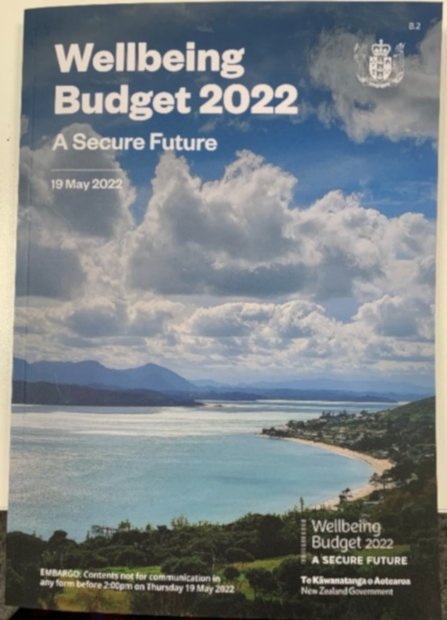 B.2
Wellbeing
Budget 2022
A Secure Future
19 May 2022
Wellbeing
Budget 2022
A SECURE FUTURE
EMBARGO: Contents not for communication in
any form before 2:00pm on Thursday 19 May 2022
Te Kāwanatanga o Aotearoa
New Zealand Government